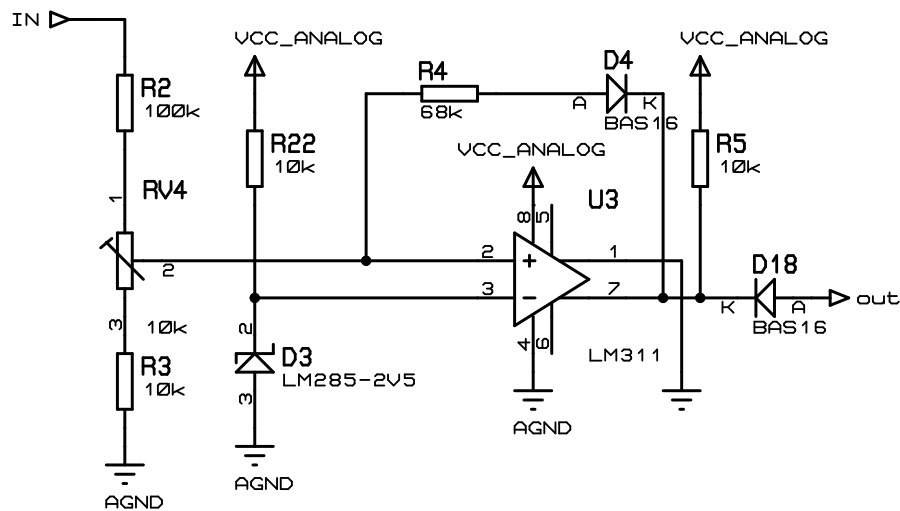 IN
VCC_ANALOG
VCC_ANALOG
D4
R4
R2
100k
A
K
68k
BAS16
R22
10k
VCC_ANALOG
R5
10k
1
RV4
8
5
U3
2
2
+
1
D18
3
-
7
K
A
out
BAS16
3
10k
2
4
6
LM311
D3
LM285-2V5
R3
10k
3
AGND
AGND
AGND